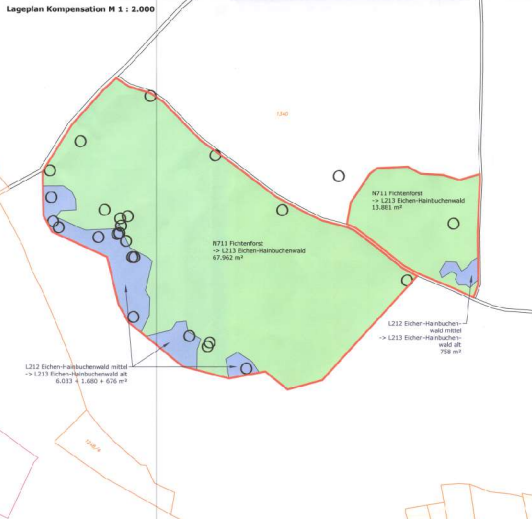 Lageplan Kompensation M 1 : 2.000
N711 Fichtenforst
-> L213 Eichen-Hainbuchenwald
13.881 m²
N711 Fichtenforst
-> L213 Eichen-Hainbuchenwald
67.962 m²
L212 Eichen-Hainbuchen-
wald mittel
-> L213 Eichen-Hainbuchen-
wald alt
758 m²
L212 Eichen-Hainbuchenwald mittel
-> L213 Eichen-Hainbuchenwald alt
6.033 + 1.680 + 676 m²